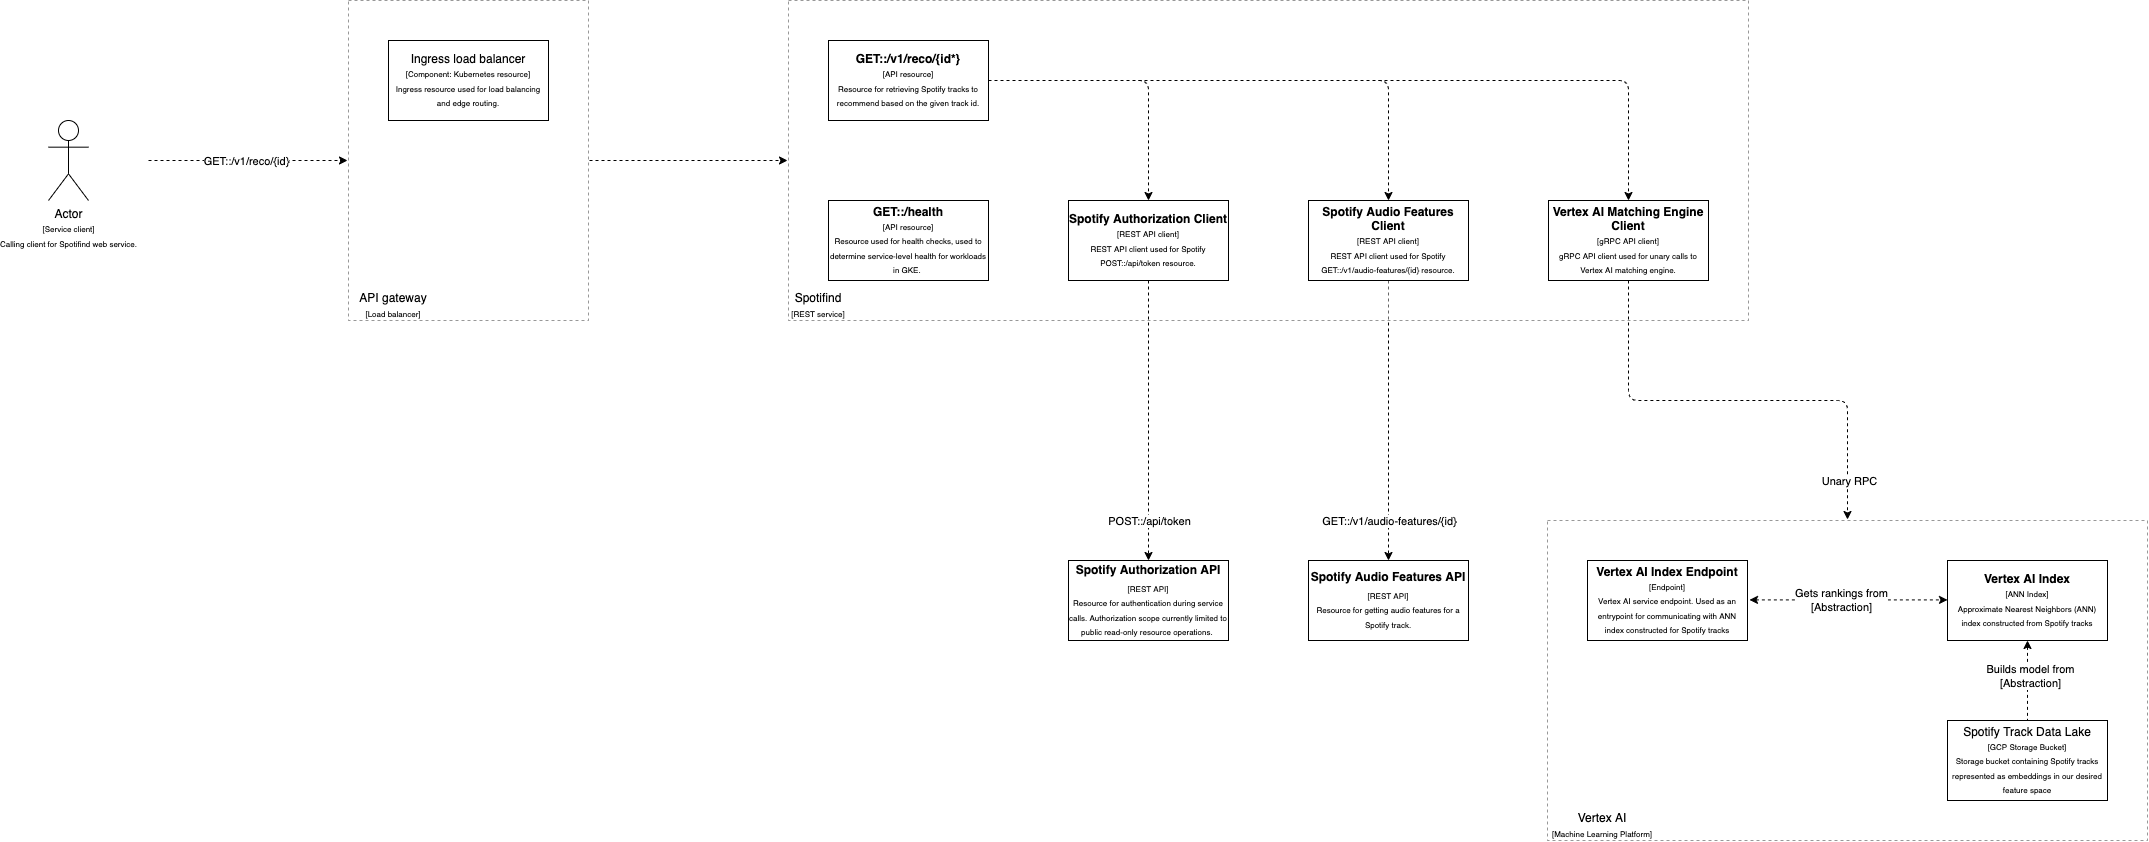 Ingress load balancer
[Component: Kubernetes resource]
Ingress resource used for load balancing
and edge routing.
GET::/v1/reco/{id*}
[API resource]
Resource for retrieving Spotify tracks to
recommend based on the given track id.
GET::/v1/reco/{id}
Actor
[Service client]
Calling client for Spotifind web service.
API gateway
[Load balancer]
GET::/health
[API resource]
Resource used for health checks, used to
determine service-level health for workloads
in GKE.
Spotify Authorization Client
[REST API client]
REST API client used for Spotify
POST::/api/token resource.
Spotify Audio Features
Client
[REST API client]
REST API client used for Spotify
GET::/v1/audio-features/{id} resource.
Vertex AI Matching Engine
Client
[gRPC API client]
gRPC API client used for unary calls to
Vertex AI matching engine.
Spotifind
[REST service]
Unary RPC
POST::/api/token
GET::/v1/audio-features/{id}
Spotify Authorization API
[REST API]
Resource for authentication during service
calls. Authorization scope currently limited to
public read-only resource operations.
Spotify Audio Features API
[REST API]
Resource for getting audio features for a
Spotify track.
Vertex AI Index Endpoint
[Endpoint]
Vertex AI service endpoint. Used as an
entrypoint for communicating with ANN
index constructed for Spotify tracks
Gets rankings from
[Abstraction]
Vertex AI Index
[ANN Index]
Approximate Nearest Neighbors (ANN)
index constructed from Spotify tracks
Builds model from
[Abstraction]
Spotify Track Data Lake
[GCP Storage Bucket]
Storage bucket containing Spotify tracks
represented as embeddings in our desired
feature space
Vertex AI
[Machine Learning Platform]